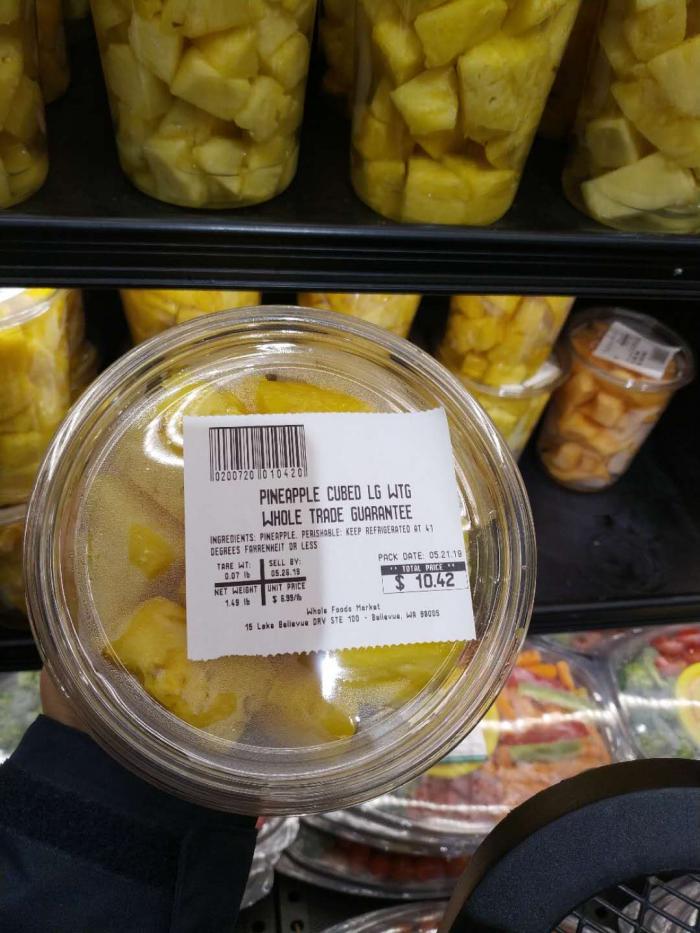 0200720 010420
PINEAPPLE CUBED LG WTG
WHOLE TRADE GUARANTEE
INGREDIENTS: PINEAPPLE. PERISHABLE: KEEP REFRIGERATED AT 41
DEGREES FAHRENHEIT OR LESS
PACK DATE: 05.21.19
TARE WT:
0.07 lb
SELL BY:
05.26.19
** TOTAL PRICE **
$ 10.42
NET WEIGHT
1.49 lb
UNIT PRICE
$ 6.99/lb
Whole Foods Market
15 Lake Bellevue DRV STE 100 - Bellevue, WA 98005